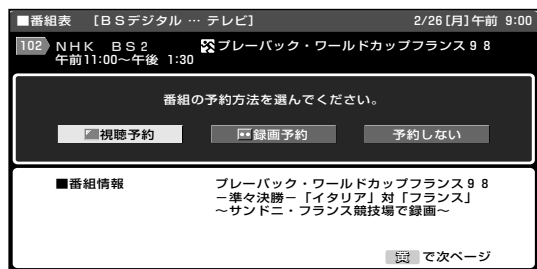 ■番組表　[BSデジタル … テレビ]　2/26[月]午前 9:00
102 NHK BS2　プレーバック・ワールドカップフランス98
午前11:00～午後 1:30
番組の予約方法を選んでください。
視聴予約　録画予約　予約しない
■番組情報　プレーバック・ワールドカップフランス98
－準々決勝－「イタリア」対「フランス」
～サンドニ・フランス競技場で録画～
黄 で次ページ